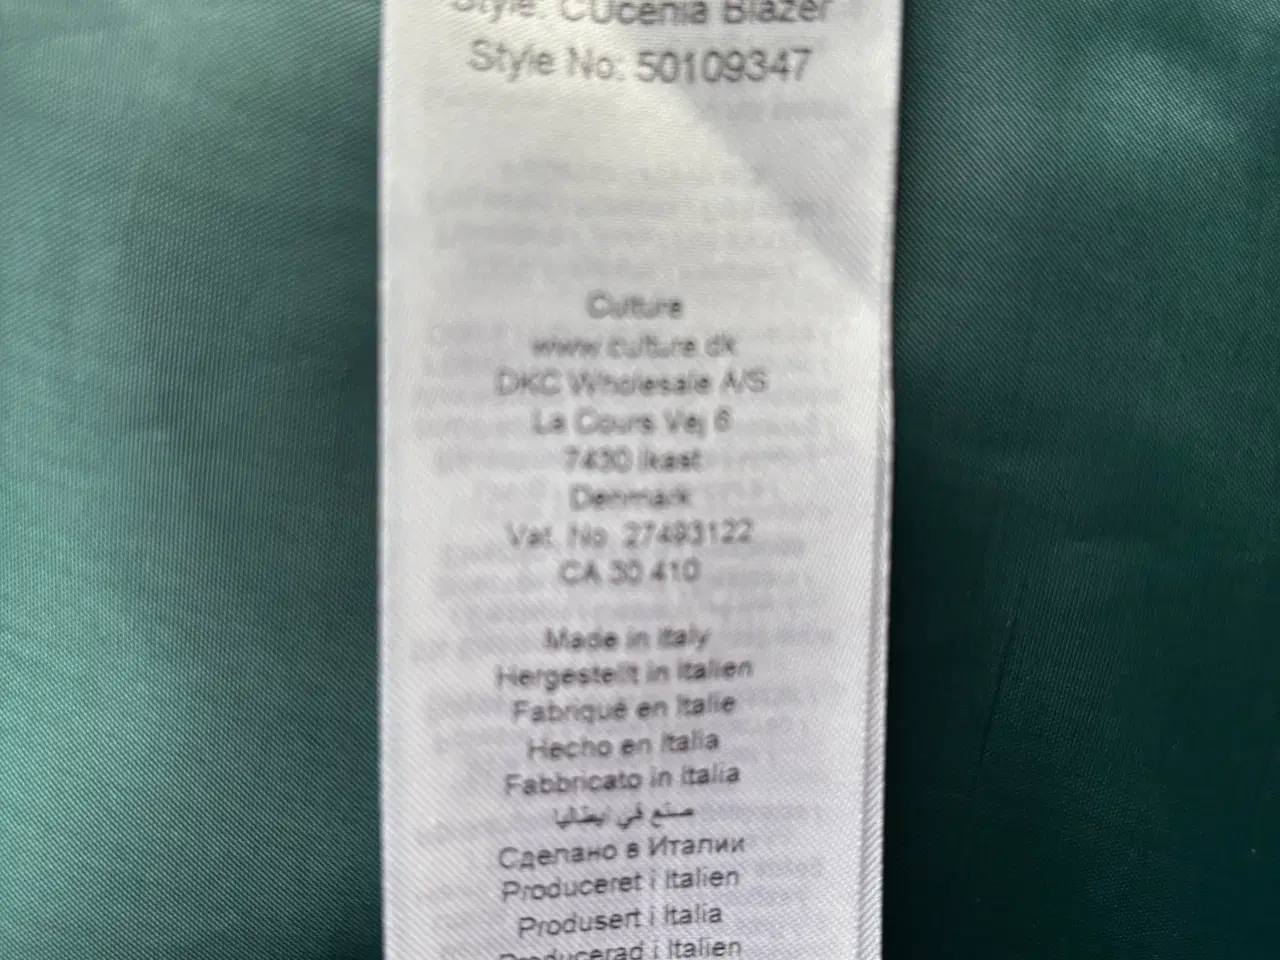 Style: CUcenia Blazer
Style No: 50109347
Culture
www.culture.dk
DKC Wholesale A/S
La Cours Vej 6
7430 Ikast
Denmark
Vat. No. 27493122
CA 30 410
Made in Italy
Hergestellt in Italien
Fabriqué en Italie
Hecho en Italia
Fabbricato in Italia
صنع في ايطاليا
Сделано в Италии
Produceret i Italien
Produsert i Italia
Producerad i Italien